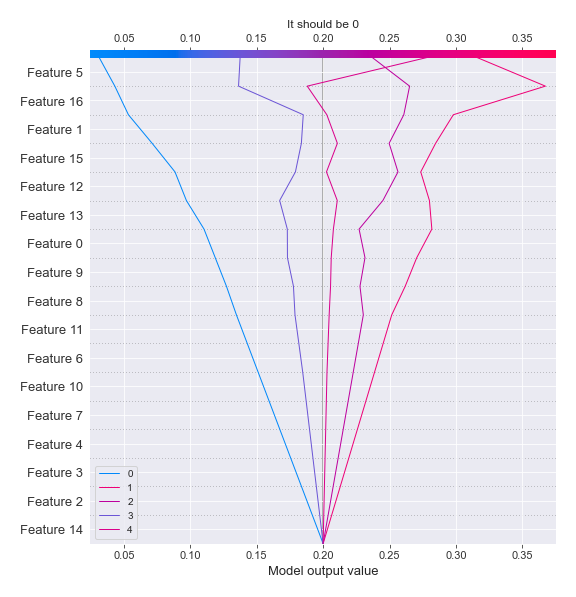 It should be 0
0.05 0.10 0.15 0.20 0.25 0.30 0.35
Feature 5
Feature 16
Feature 1
Feature 15
Feature 12
Feature 13
Feature 0
Feature 9
Feature 8
Feature 11
Feature 6
Feature 10
Feature 7
Feature 4
Feature 3
Feature 2
Feature 14
0
1
2
3
4
0.05 0.10 0.15 0.20 0.25 0.30 0.35
Model output value